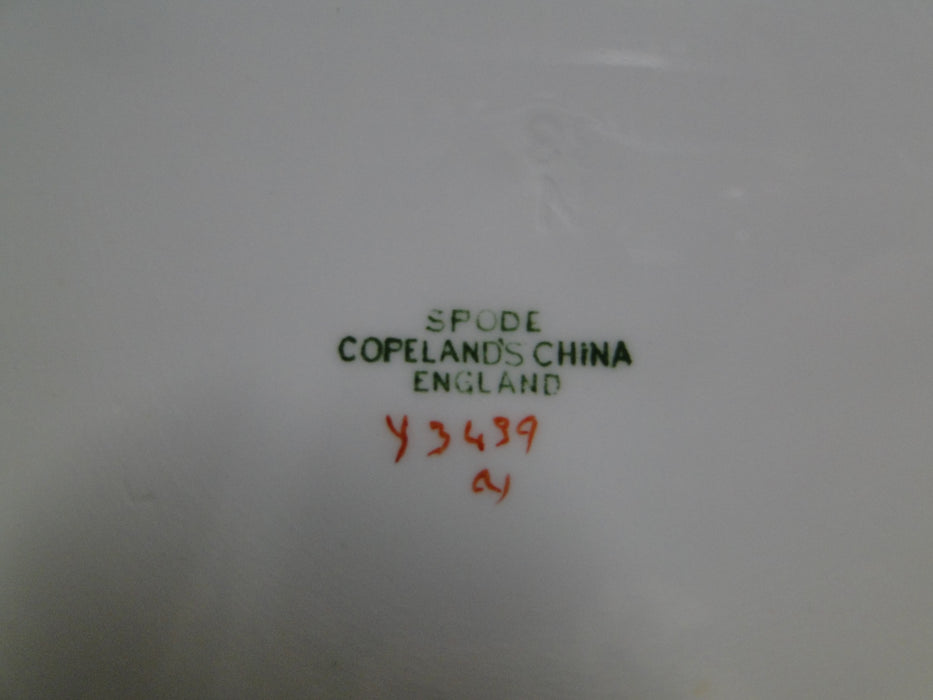 SPODE
COPELAND'S CHINA
ENGLAND
Y3439